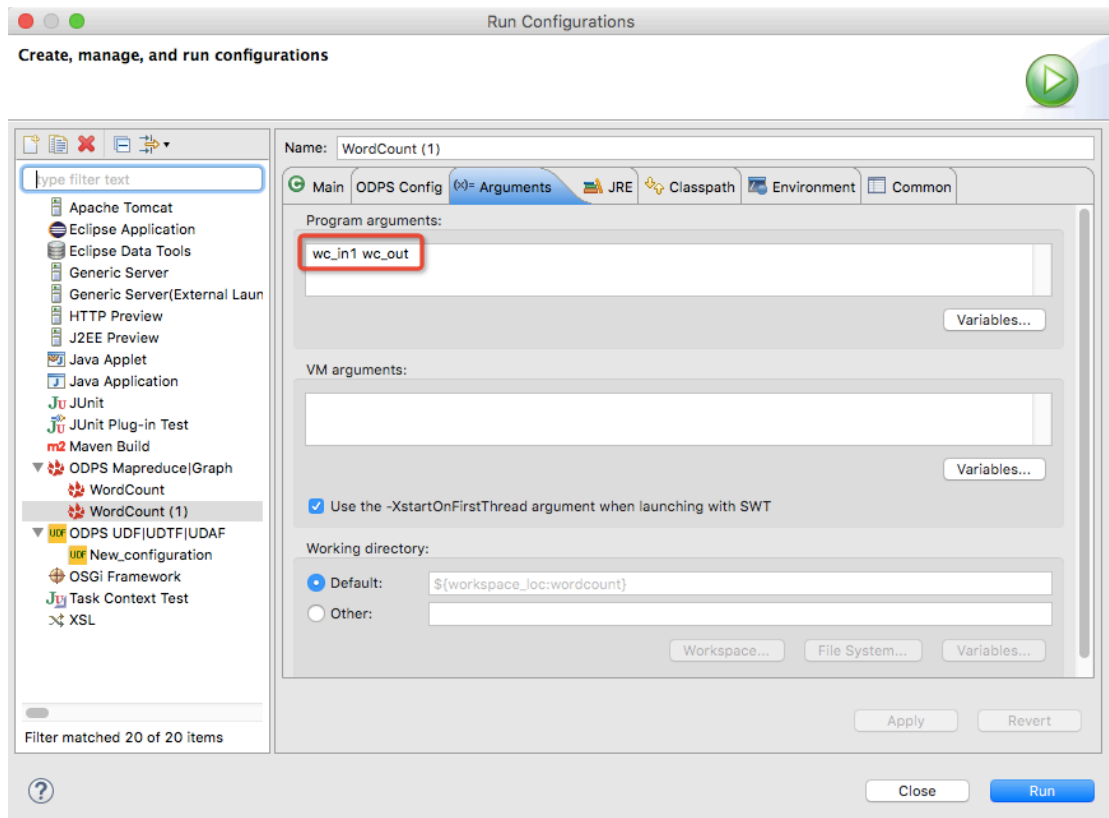 Run Configurations
Create, manage, and run configurations
type filter text
Apache Tomcat
Eclipse Application
Eclipse Data Tools
Generic Server
Generic Server(External Laun
HTTP Preview
J2EE Preview
Java Applet
Java Application
Ju JUnit
JUnit Plug-in Test
m2 Maven Build
ODPS Mapreduce|Graph
WordCount
WordCount (1)
UDF ODPS UDF|UDTF|UDAF
UDF New_configuration
OSGi Framework
Task Context Test
XSL
Filter matched 20 of 20 items
Name: WordCount (1)
Main ODPS Config (x)= Arguments JRE Classpath Environment Common
Program arguments:
wc_in1 wc_out
Variables...
VM arguments:
Variables...
Use the -XstartOnFirstThread argument when launching with SWT
Working directory:
Default: ${workspace_loc:wordcount}
Other:
Workspace... File System... Variables...
Apply Revert
? Close Run